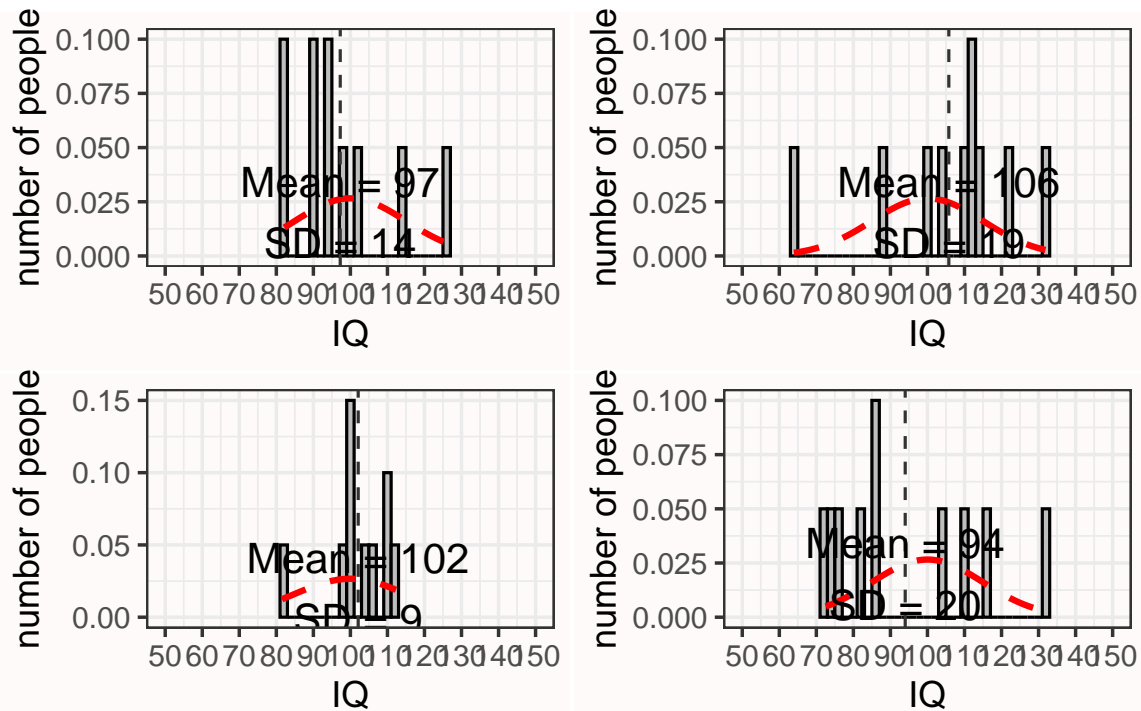 number of people
0.100
0.075
0.050
0.025
0.000
Mean = 97
SD = 14
50 60 70 80 90 100 110 120 130 140 150
IQ
number of people
0.100
0.075
0.050
0.025
0.000
Mean = 106
SD = 19
50 60 70 80 90 100 110 120 130 140 150
IQ
number of people
0.15
0.10
0.05
0.00
Mean = 102
SD = 9
50 60 70 80 90 100 110 120 130 140 150
IQ
number of people
0.100
0.075
0.050
0.025
0.000
Mean = 94
SD = 20
50 60 70 80 90 100 110 120 130 140 150
IQ